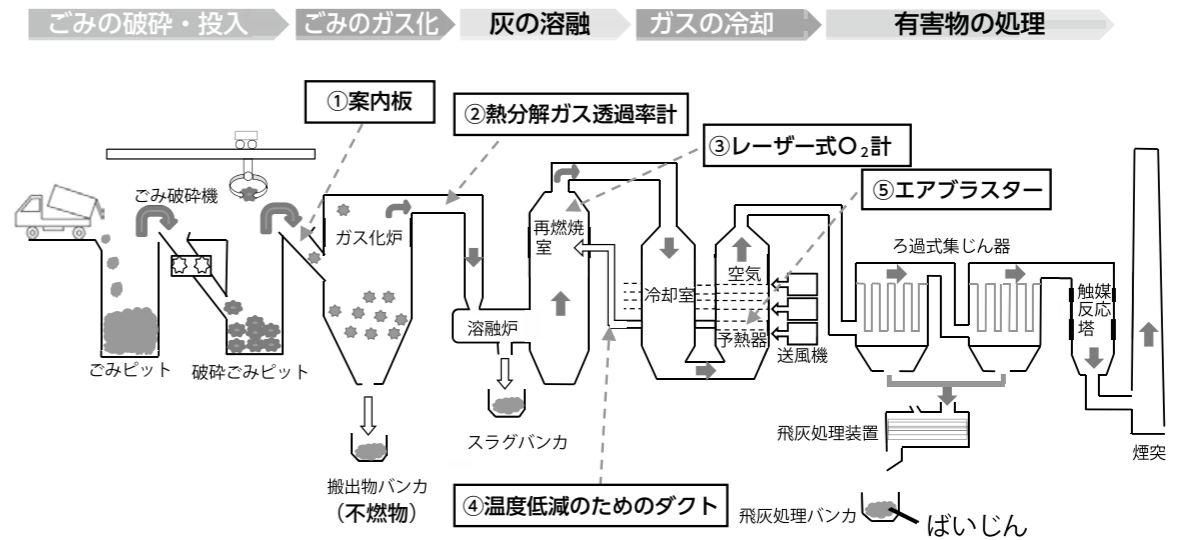 ごみの破砕・投入
ごみのガス化
灰の溶融
ガスの冷却
有害物の処理
①案内板
②熱分解ガス透過率計
③レーザー式O₂計
⑤エアブラスター
ごみ破砕機
ガス化炉
再燃焼
室
ろ過式集じん器
空気
冷却室
触媒
反応
塔
溶融炉
予熱器
送風機
ごみピット
破砕ごみピット
スラグバンカ
飛灰処理装置
煙突
搬出物バンカ
（不燃物）
④温度低減のためのダクト
飛灰処理バンカ
ばいじん